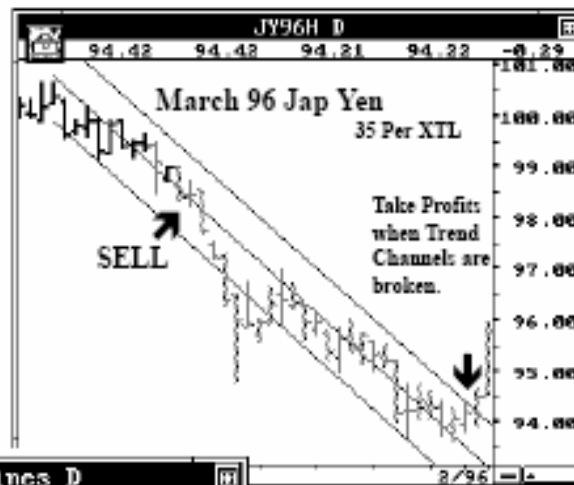 JY96H D
94.42 94.42 94.21 94.22 -0.29
March 96 Jap Yen
35 Per XTL
Take Profits
when Trend
Channels are
broken.
SELL
101.00
100.00
99.00
98.00
97.00
96.00
95.00
94.00
2/96
nes D